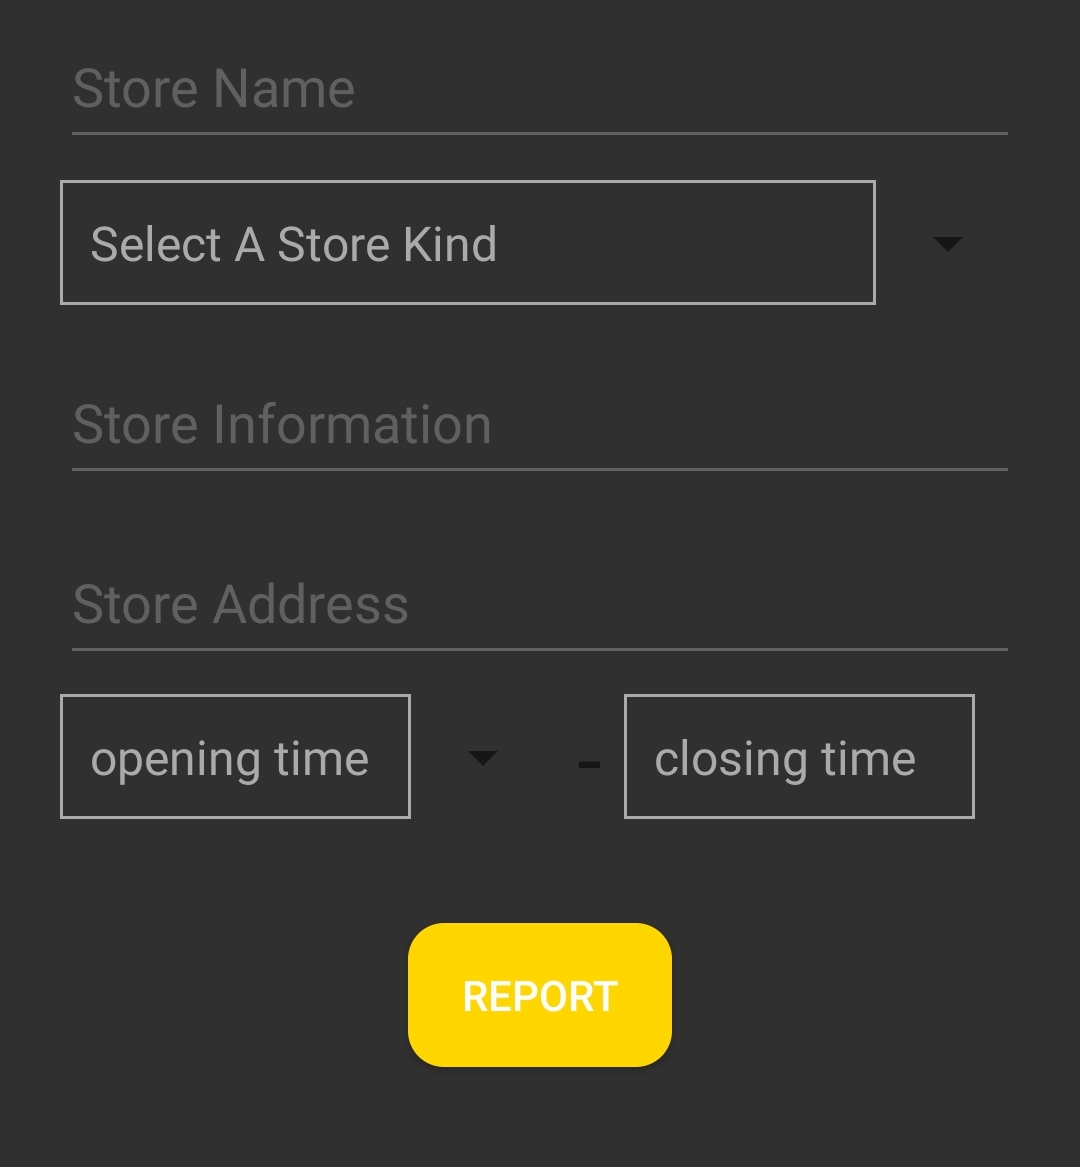 Store Name
Select A Store Kind
Store Information
Store Address
opening time - closing time
REPORT